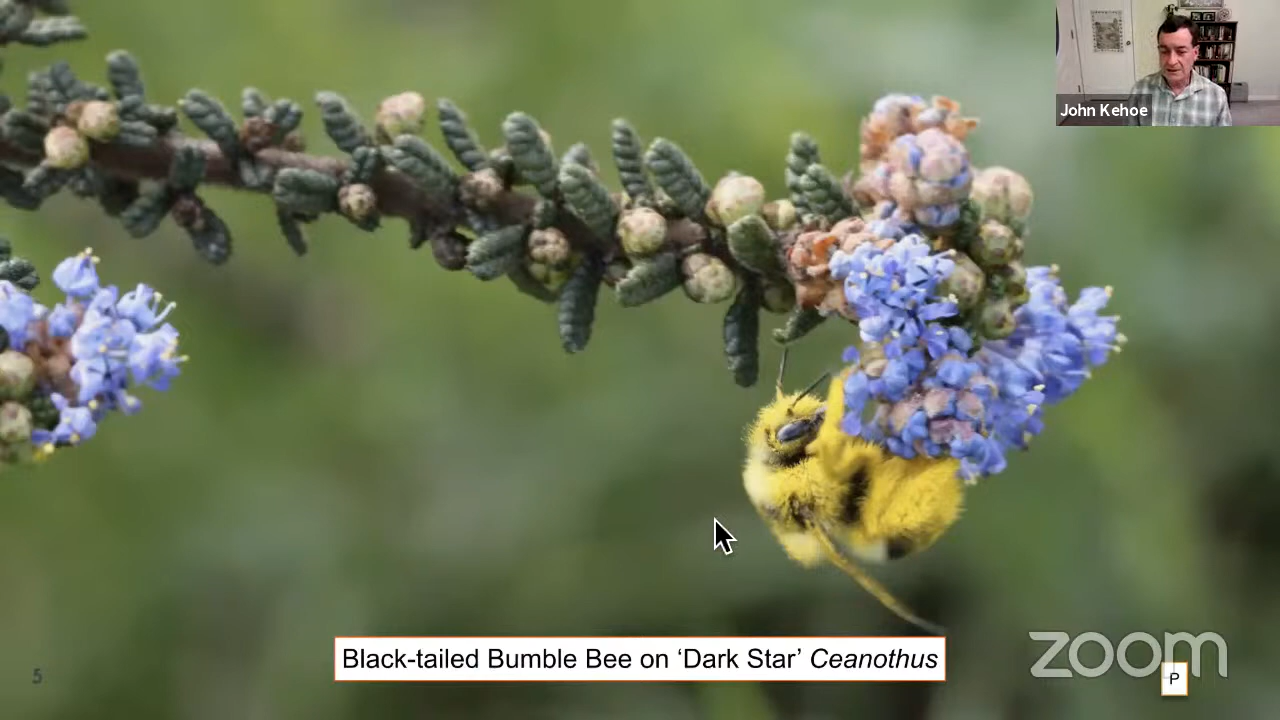 John Kehoe
Black-tailed Bumble Bee on ‘Dark Star’ Ceanothus
5
zoom
P